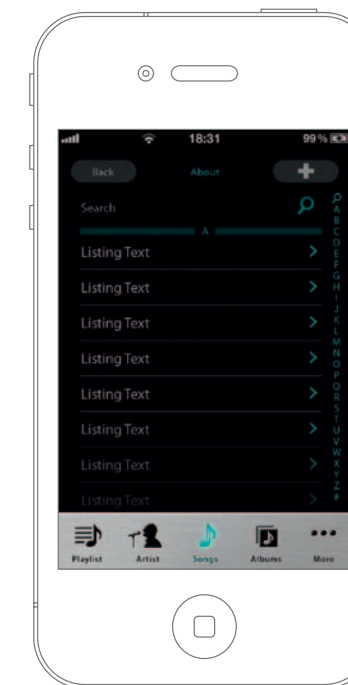 18:31 99 %
Back About
Search
A
Listing Text
Listing Text
Listing Text
Listing Text
Listing Text
Listing Text
Listing Text
Listing Text
A
B
C
D
E
F
G
H
I
J
K
L
M
N
O
P
Q
R
S
T
U
V
W
X
Y
Z
#
Playlist Artist Songs Albums More